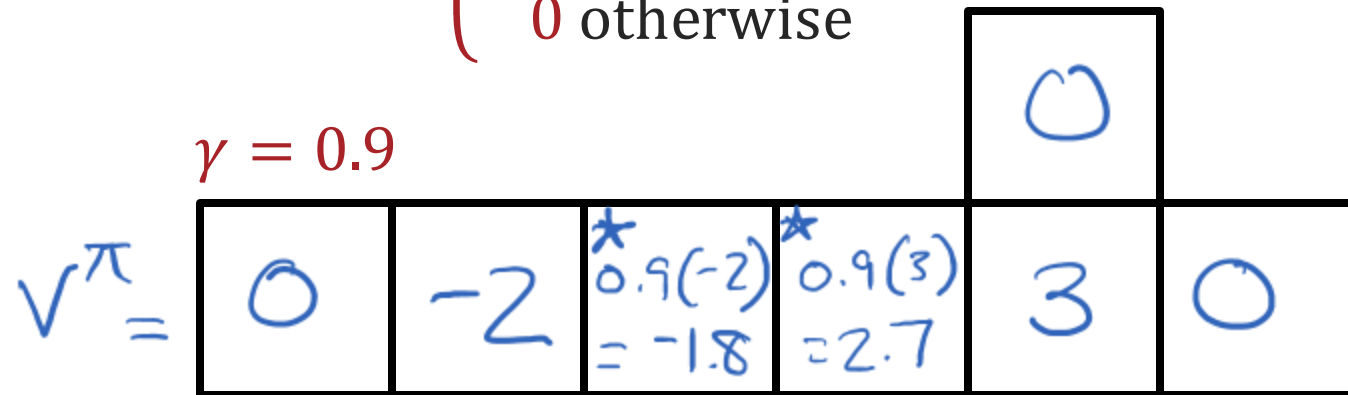 0 otherwise
0
γ = 0.9
V^π = 0 -2 ★ 0.9(-2) = -1.8 ★ 0.9(3) = 2.7 3 0